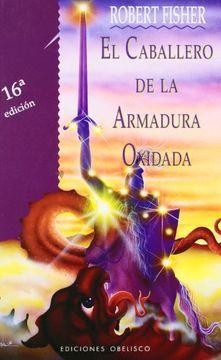 ROBERT FISHER
16ª
edición
EL CABALLERO
DE LA
ARMADURA
OXIDADA
EDICIONES OBELISCO